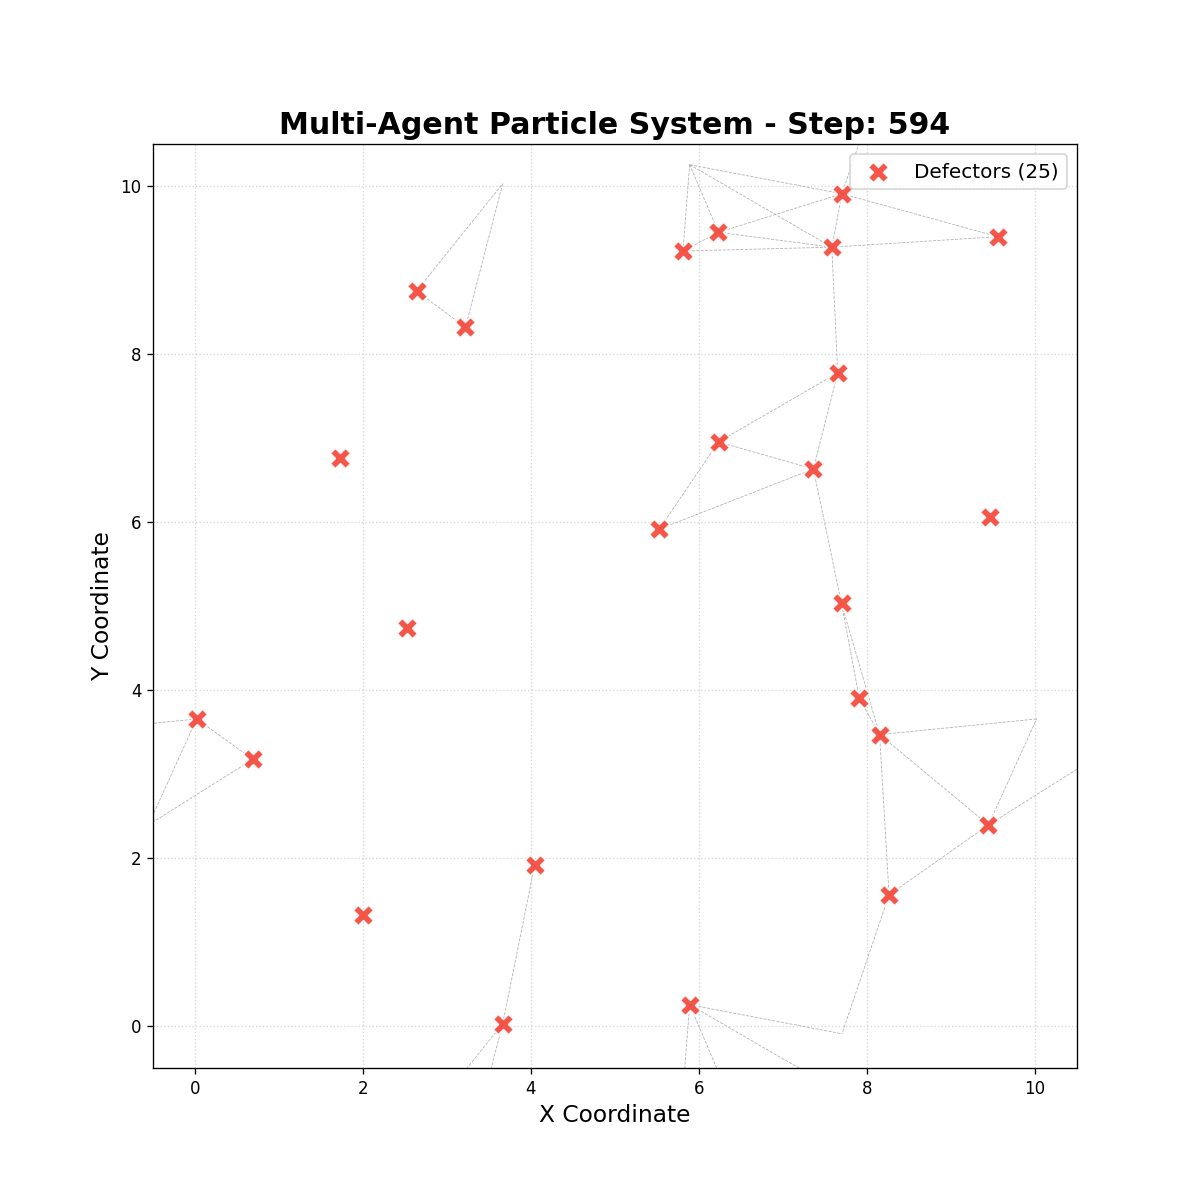 Multi-Agent Particle System - Step: 594
Defectors (25)
10
8
6
4
2
0
Y Coordinate
0 2 4 6 8 10
X Coordinate